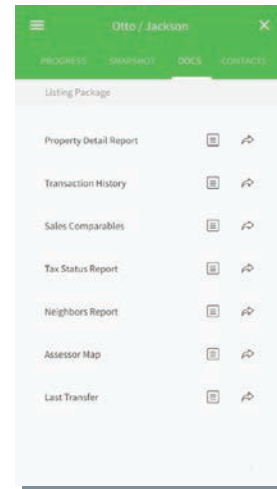 Otto / Jackson
PROGRESS SNAPSHOT DOCS CONTACTS
Listing Package
Property Detail Report
Transaction History
Sales Comparables
Tax Status Report
Neighbors Report
Assessor Map
Last Transfer